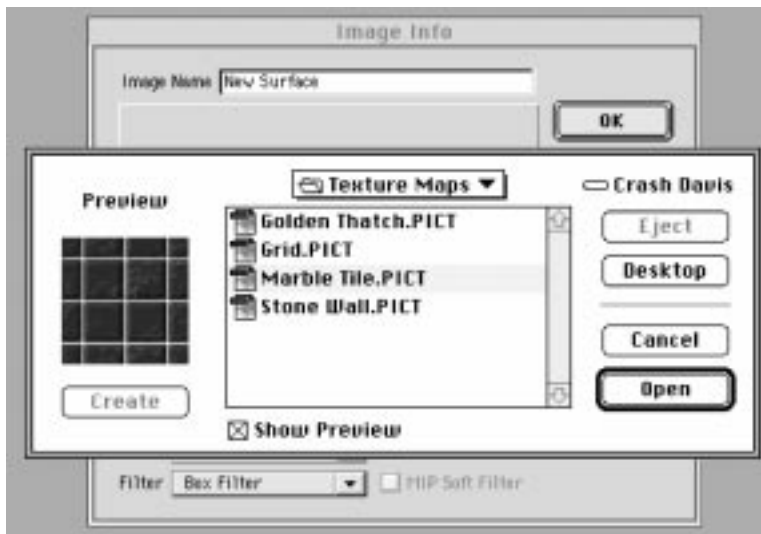 Image Info
Image Name New Surface
OK
Texture Maps
Crash Davis
Preview
Golden Thatch.PICT
Grid.PICT
Marble Tile.PICT
Stone Wall.PICT
Eject
Desktop
Cancel
Open
Create
Show Preview
Filter Box Filter
MIP Soft Filter